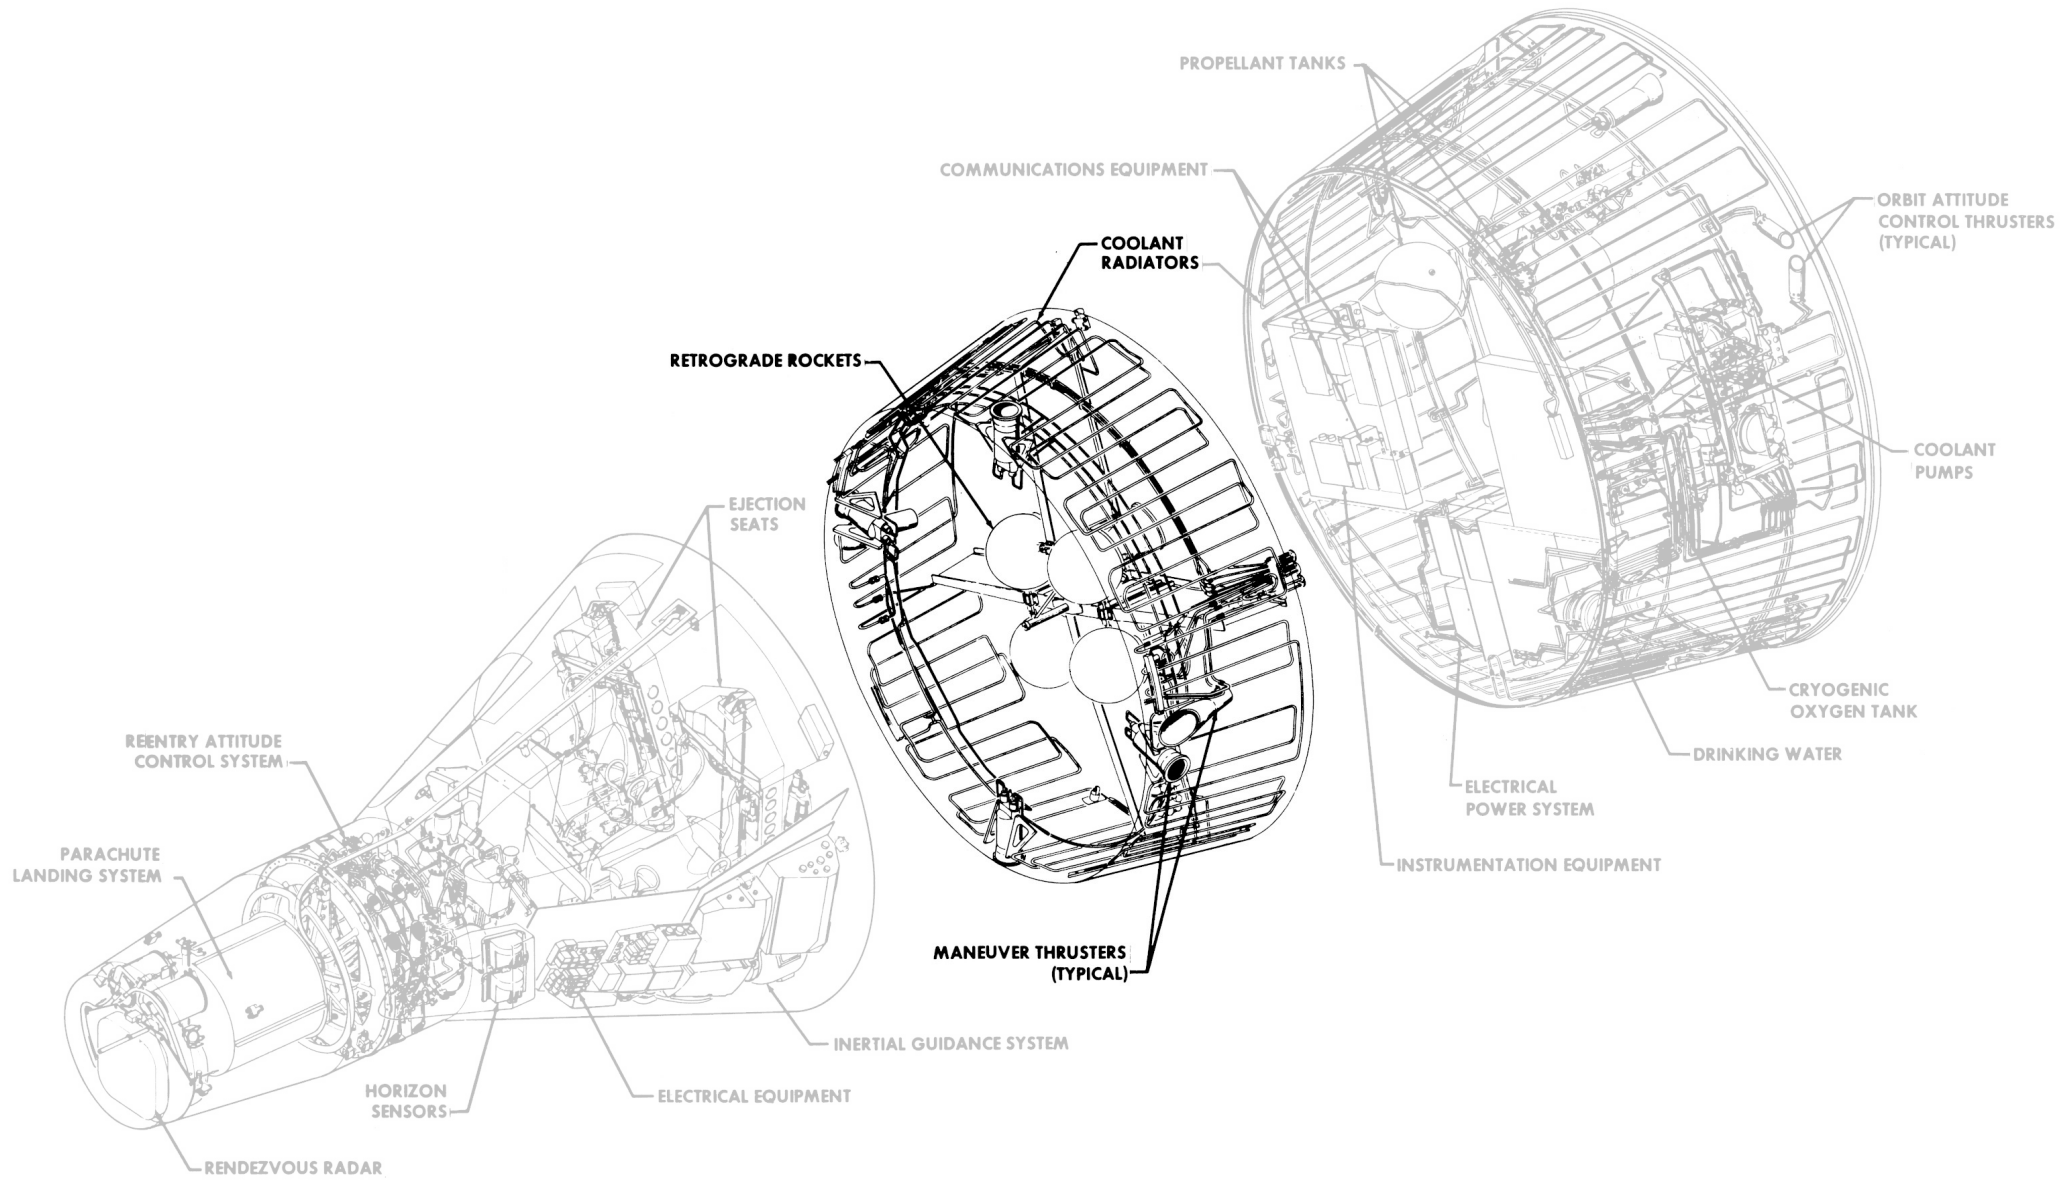 PROPELLANT TANKS
COMMUNICATIONS EQUIPMENT
ORBIT ATTITUDE
CONTROL THRUSTERS
(TYPICAL)
COOLANT
RADIATORS
RETROGRADE ROCKETS
COOLANT
PUMPS
EJECTION
SEATS
CRYOGENIC
OXYGEN TANK
REENTRY ATTITUDE
CONTROL SYSTEM
DRINKING WATER
ELECTRICAL
POWER SYSTEM
PARACHUTE
LANDING SYSTEM
INSTRUMENTATION EQUIPMENT
MANEUVER THRUSTERS
(TYPICAL)
INERTIAL GUIDANCE SYSTEM
HORIZON
SENSORS
ELECTRICAL EQUIPMENT
RENDEZVOUS RADAR